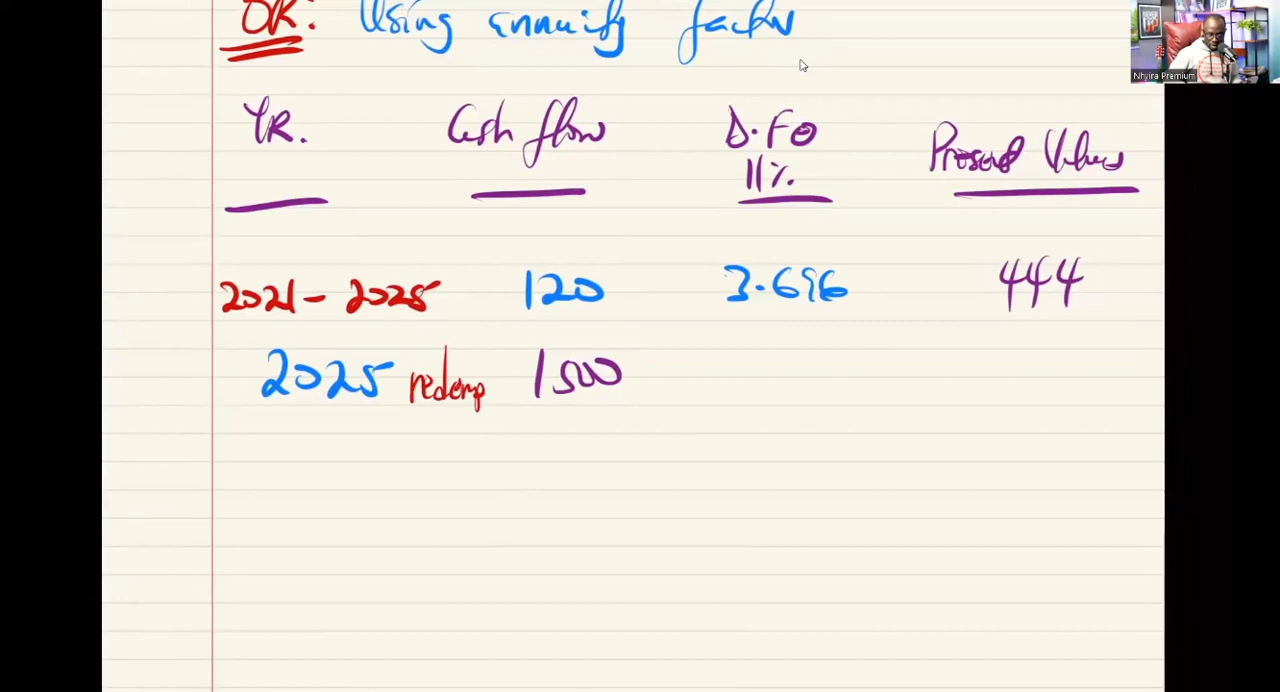 OR: Using annuity factor
YR. Cash flow D.F@ 11% Present Value
2021 - 2025 120 3.696 444
2025 redemp 1500
Nhyira Premium